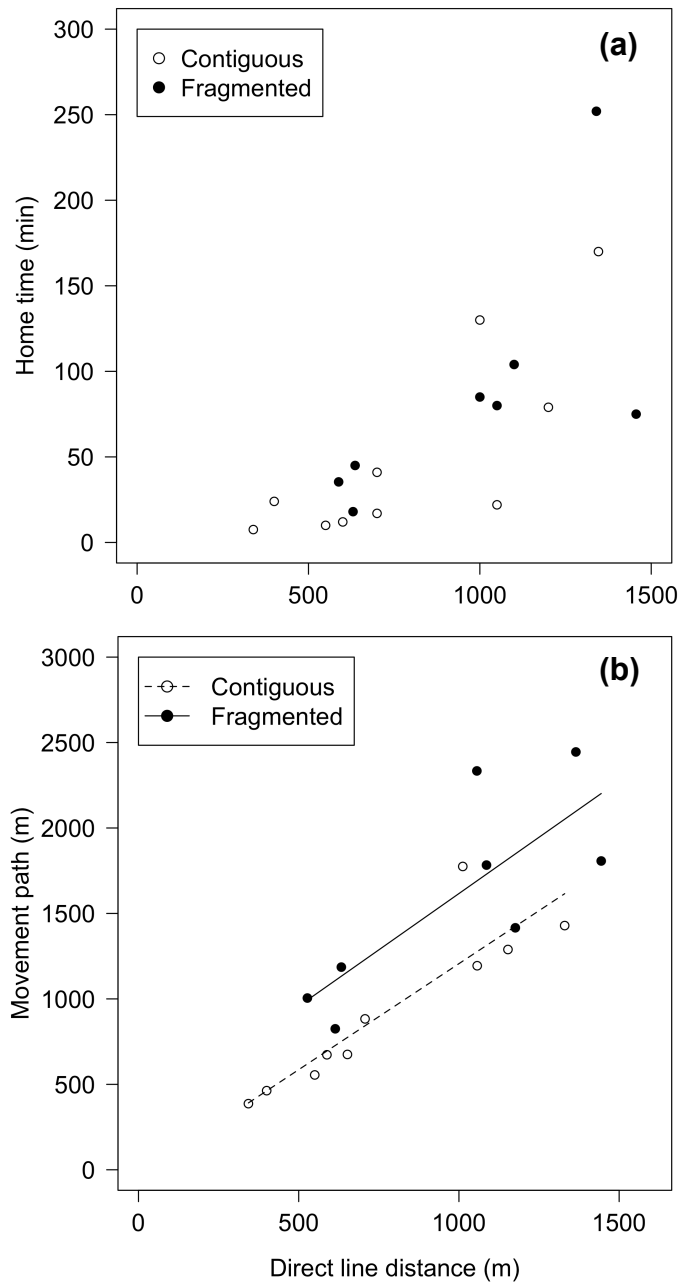 (a)
Contiguous
Fragmented
300
250
200
150
100
50
0
Home time (min)
0 500 1000 1500
(b)
Contiguous
Fragmented
3000
2500
2000
1500
1000
500
0
Movement path (m)
0 500 1000 1500
Direct line distance (m)